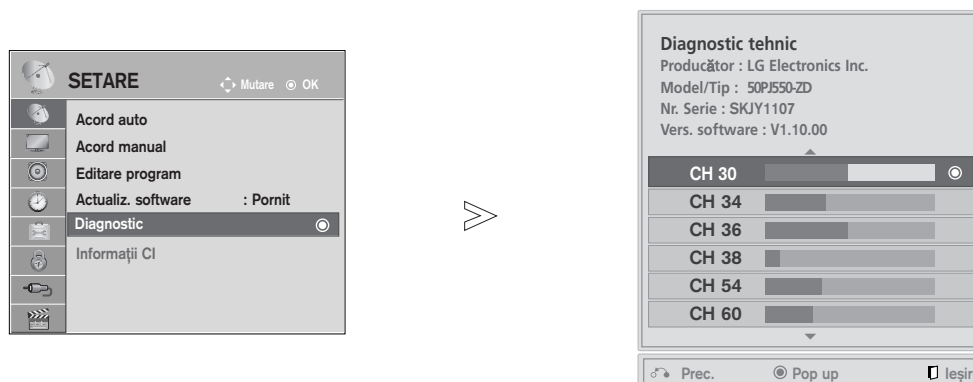 SETARE
Mutare OK
Acord auto
Acord manual
Editare program
Actualiz. software : Pornit
Diagnostic
Informații CI
Diagnostic tehnic
Producător : LG Electronics Inc.
Model/Tip : 50PJ550-ZD
Nr. Serie : SKJY1107
Vers. software : V1.10.00
CH 30
CH 34
CH 36
CH 38
CH 54
CH 60
Prec. Pop up Ieşir